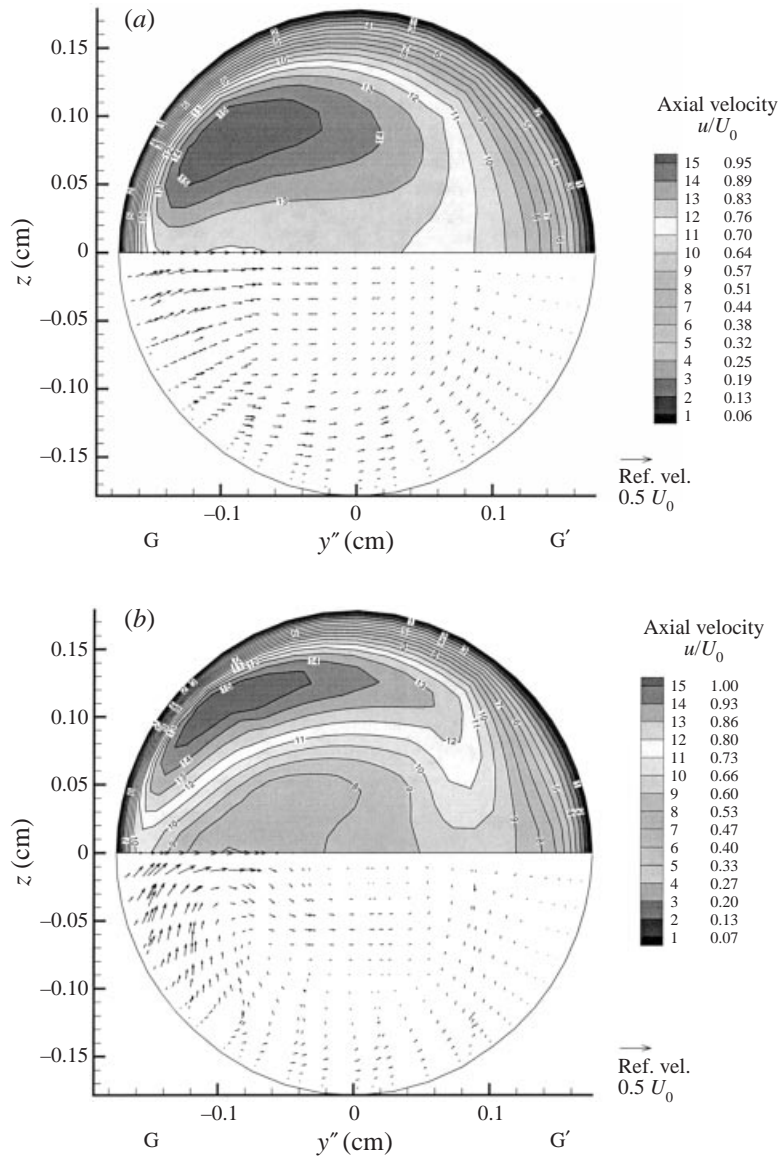 (a)
0.15
0.10
0.05
0
–0.05
–0.10
–0.15
z (cm)
–0.1 0 0.1
G y″ (cm) G′
Axial velocity
u/U0
15 0.95
14 0.89
13 0.83
12 0.76
11 0.70
10 0.64
9 0.57
8 0.51
7 0.44
6 0.38
5 0.32
4 0.25
3 0.19
2 0.13
1 0.06
Ref. vel.
0.5 U0
(b)
0.15
0.10
0.05
0
–0.05
–0.10
–0.15
z (cm)
–0.1 0 0.1
G y″ (cm) G′
Axial velocity
u/U0
15 1.00
14 0.93
13 0.86
12 0.80
11 0.73
10 0.66
9 0.60
8 0.53
7 0.47
6 0.40
5 0.33
4 0.27
3 0.20
2 0.13
1 0.07
Ref. vel.
0.5 U0